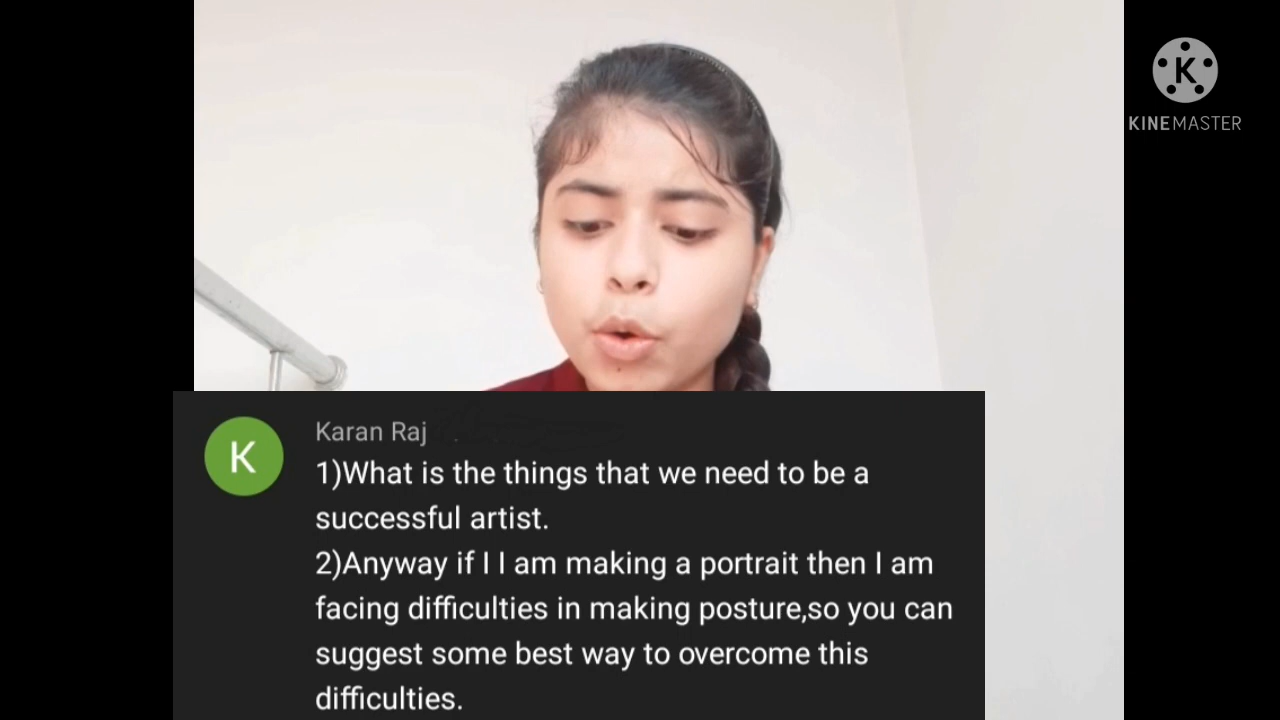 K
KINEMASTER
K
Karan Raj
1)What is the things that we need to be a
successful artist.
2)Anyway if I I am making a portrait then I am
facing difficulties in making posture,so you can
suggest some best way to overcome this
difficulties.